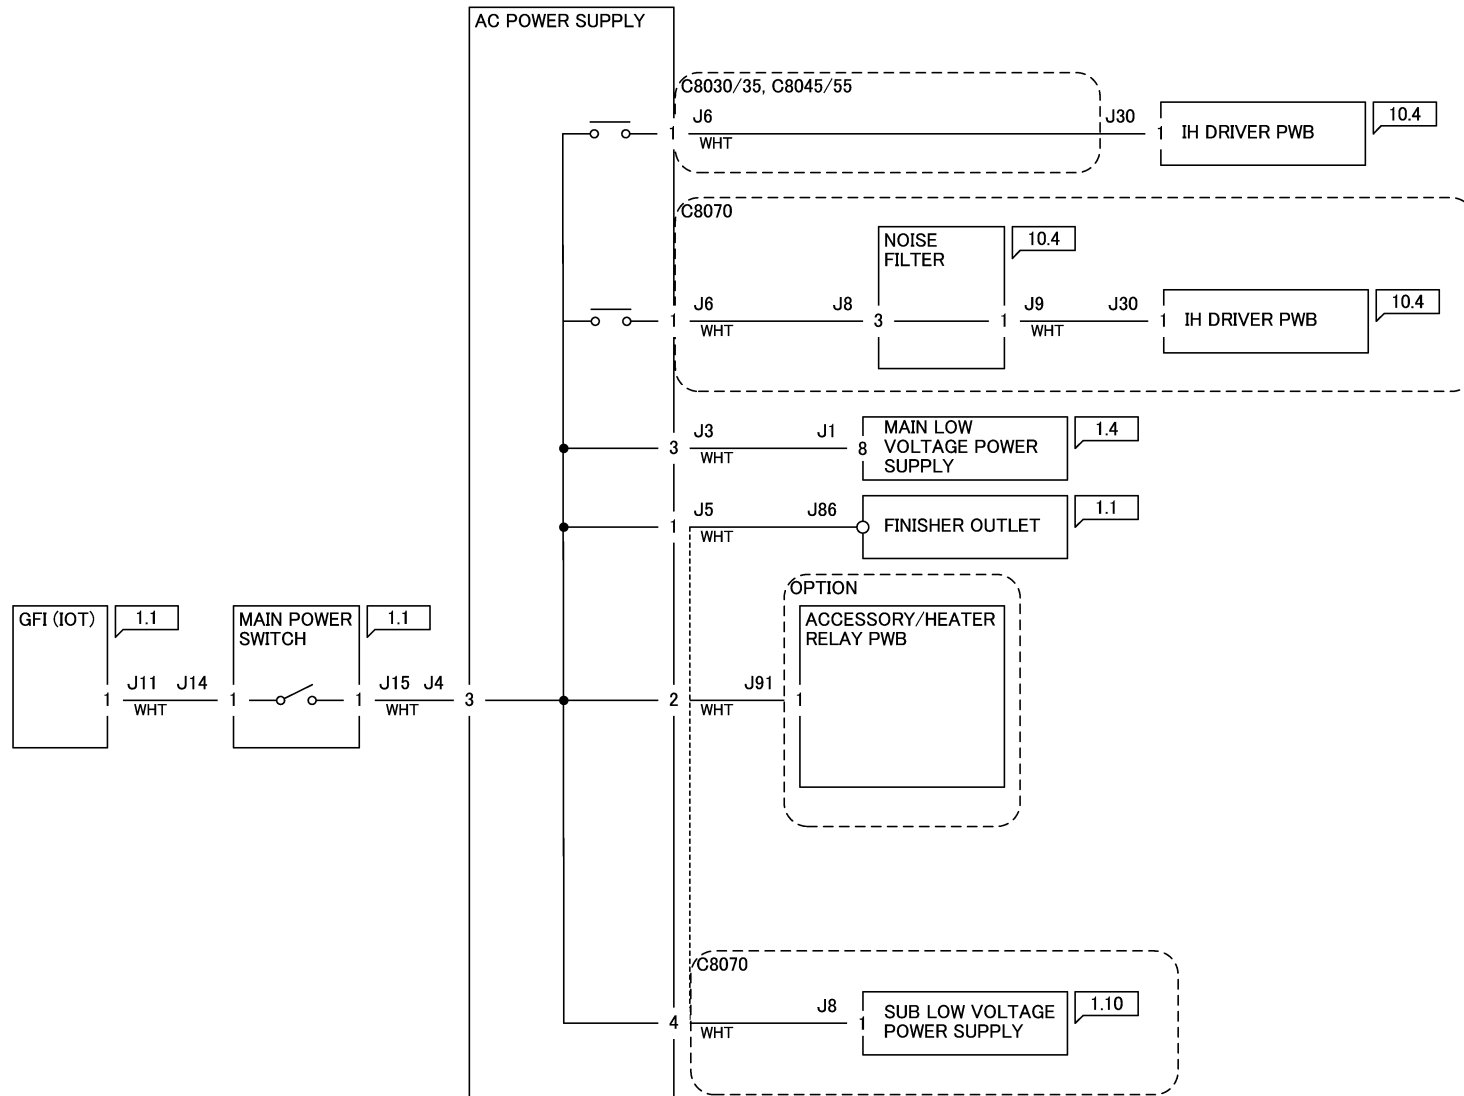 AC POWER SUPPLY
C8030/35, C8045/55
1 J6 WHT J30 1 IH DRIVER PWB 10.4
C8070
NOISE FILTER 10.4
1 J6 WHT J8 3 1 J9 WHT J30 1 IH DRIVER PWB 10.4
3 J3 WHT J1 8 MAIN LOW VOLTAGE POWER SUPPLY 1.4
1 J5 WHT J86 FINISHER OUTLET 1.1
OPTION
ACCESSORY/HEATER RELAY PWB
GFI (IOT) 1.1
MAIN POWER SWITCH 1.1
1 J11 J14 WHT 1 1 J15 J4 WHT 3 2 WHT J91 1
C8070
4 WHT J8 1 SUB LOW VOLTAGE POWER SUPPLY 1.10